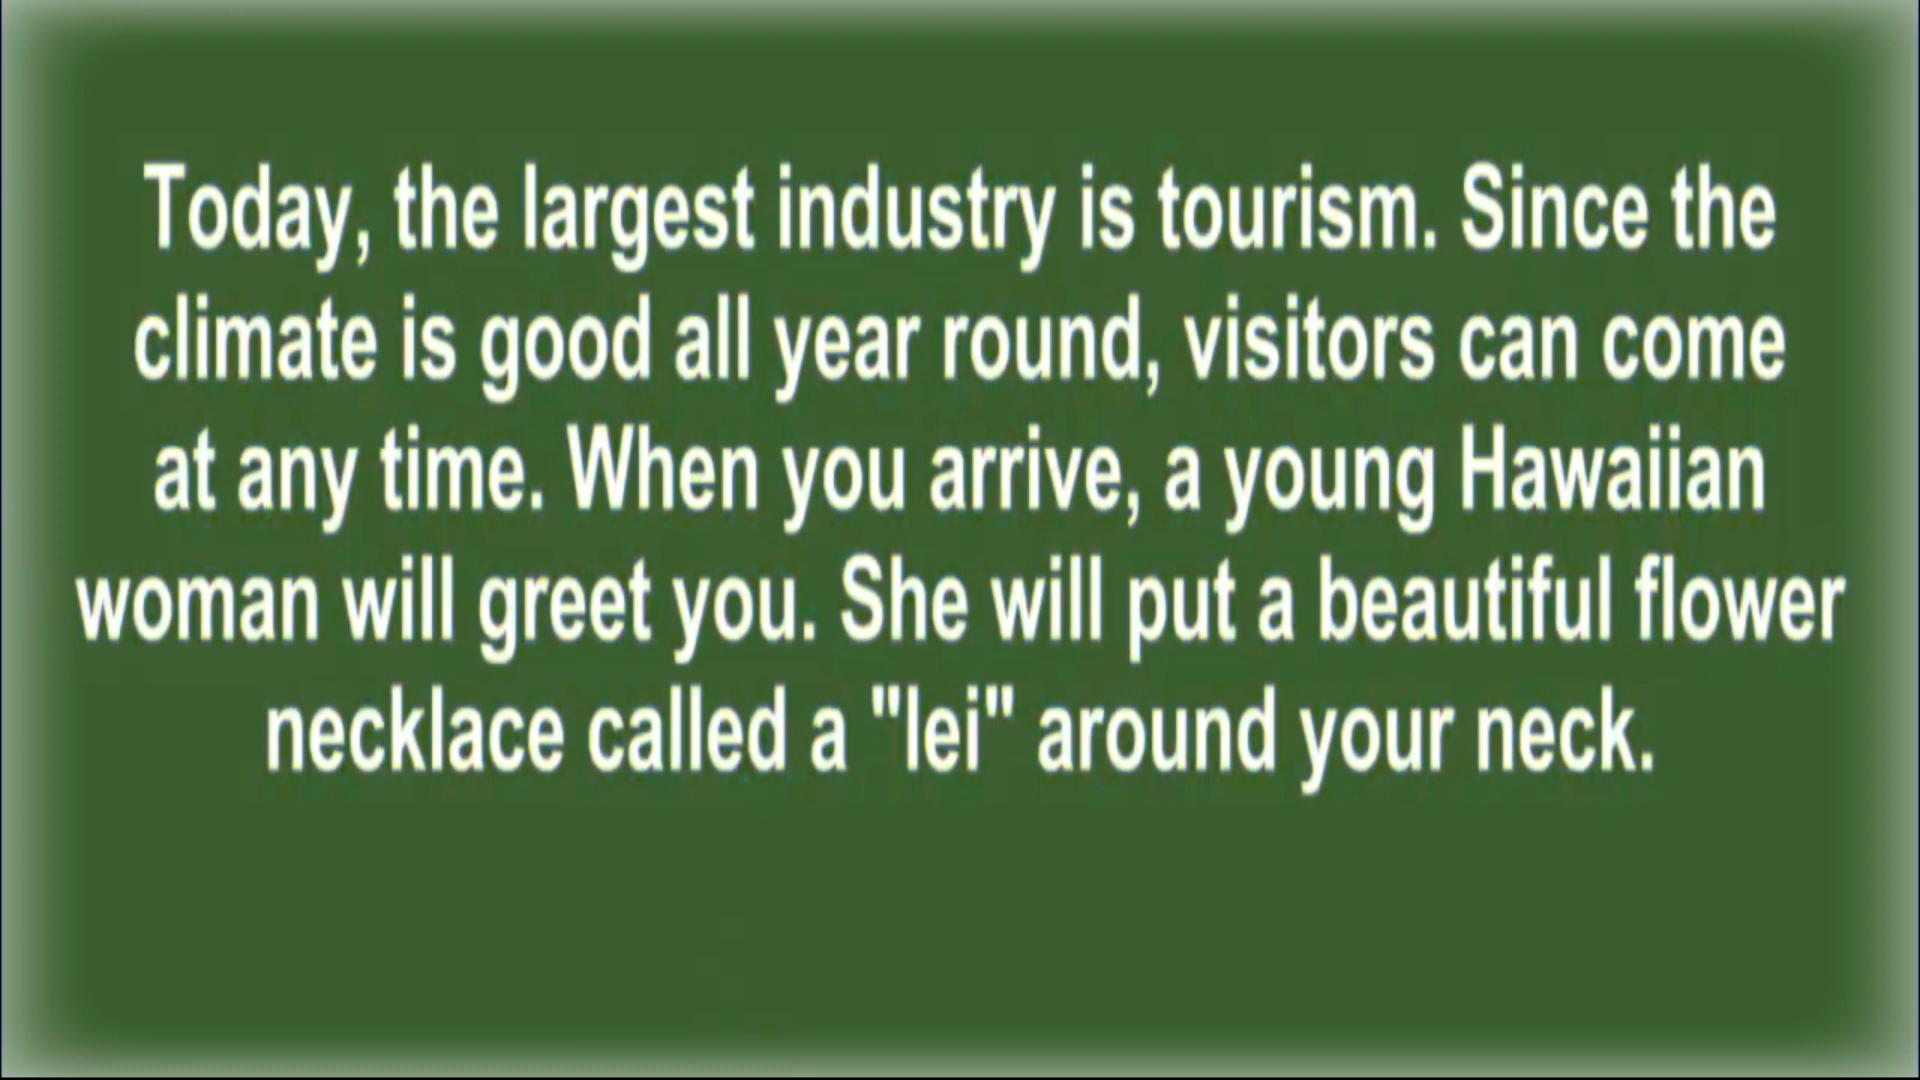 Today, the largest industry is tourism. Since the
climate is good all year round, visitors can come
at any time. When you arrive, a young Hawaiian
woman will greet you. She will put a beautiful flower
necklace called a "lei" around your neck.